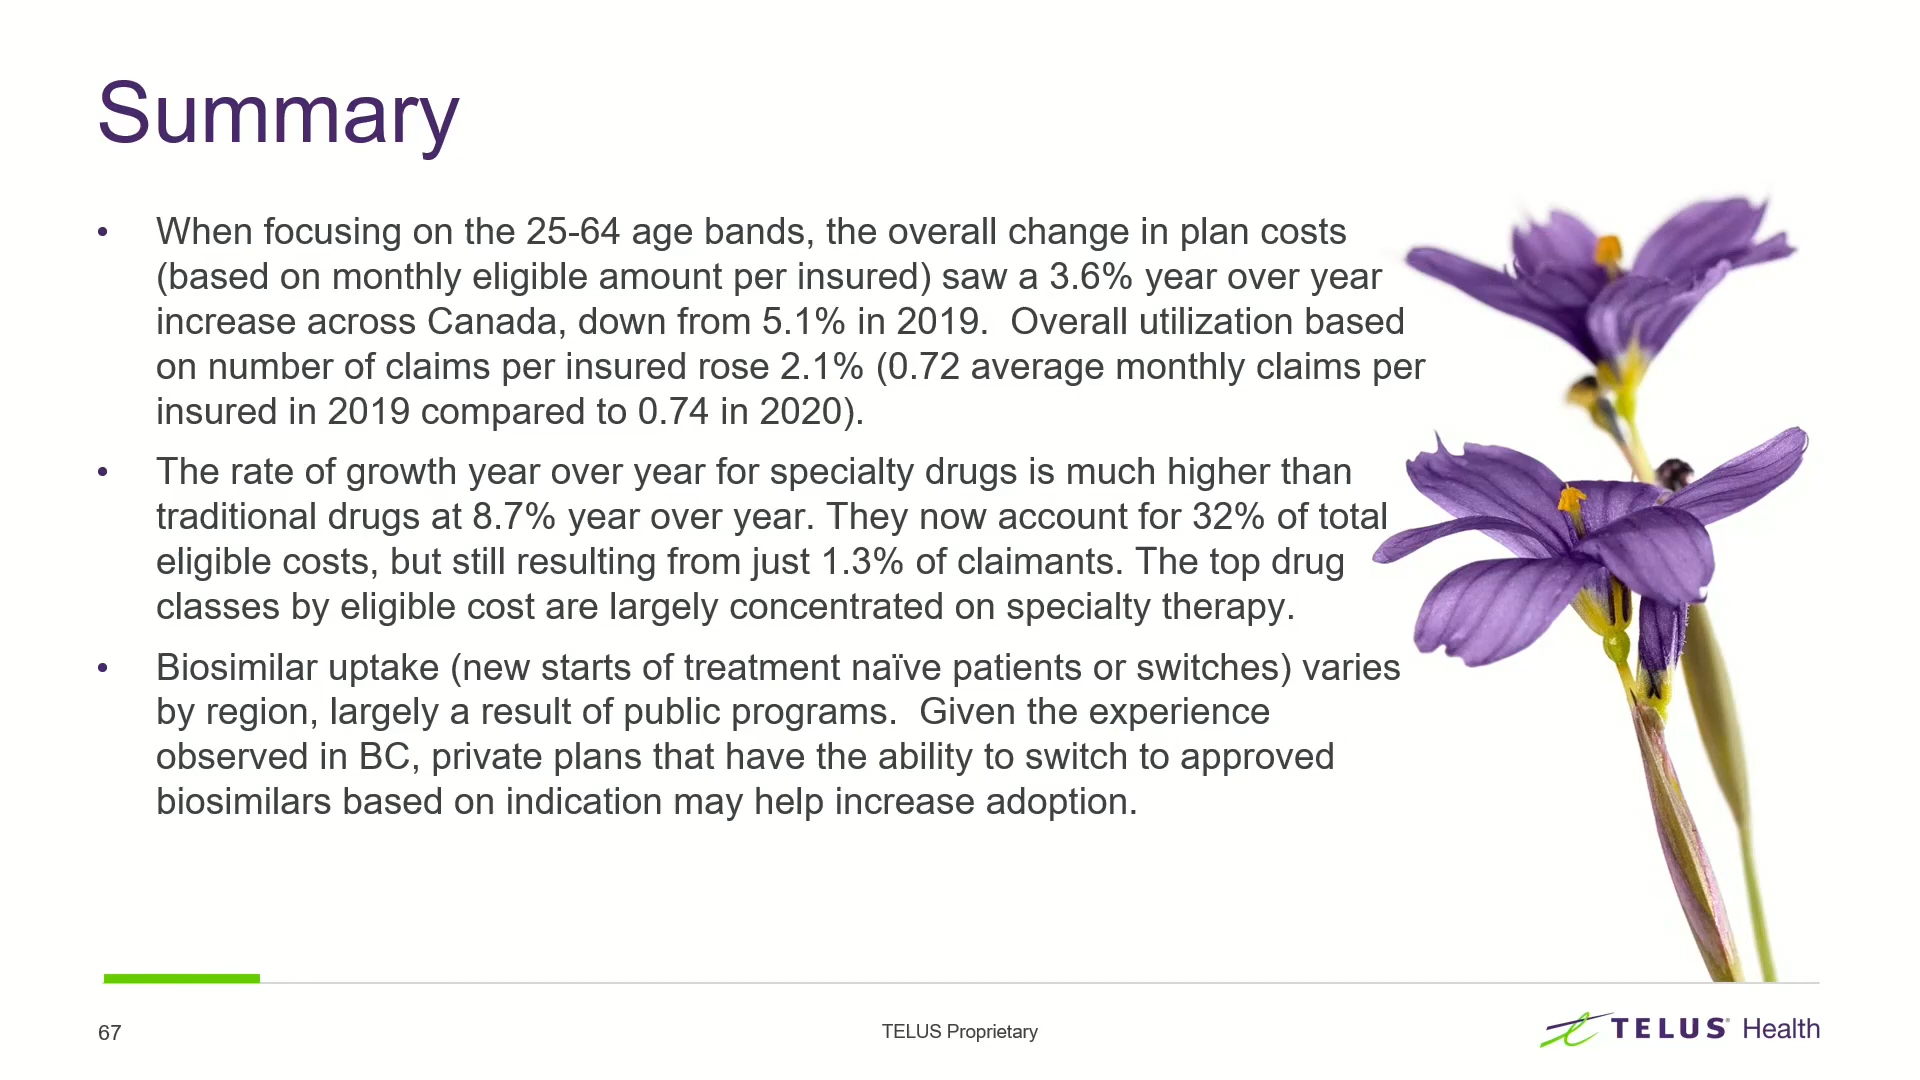 Summary
• When focusing on the 25-64 age bands, the overall change in plan costs
(based on monthly eligible amount per insured) saw a 3.6% year over year
increase across Canada, down from 5.1% in 2019.  Overall utilization based
on number of claims per insured rose 2.1% (0.72 average monthly claims per
insured in 2019 compared to 0.74 in 2020).
• The rate of growth year over year for specialty drugs is much higher than
traditional drugs at 8.7% year over year. They now account for 32% of total
eligible costs, but still resulting from just 1.3% of claimants. The top drug
classes by eligible cost are largely concentrated on specialty therapy.
• Biosimilar uptake (new starts of treatment naïve patients or switches) varies
by region, largely a result of public programs.  Given the experience
observed in BC, private plans that have the ability to switch to approved
biosimilars based on indication may help increase adoption.
67
TELUS Proprietary
TELUS® Health